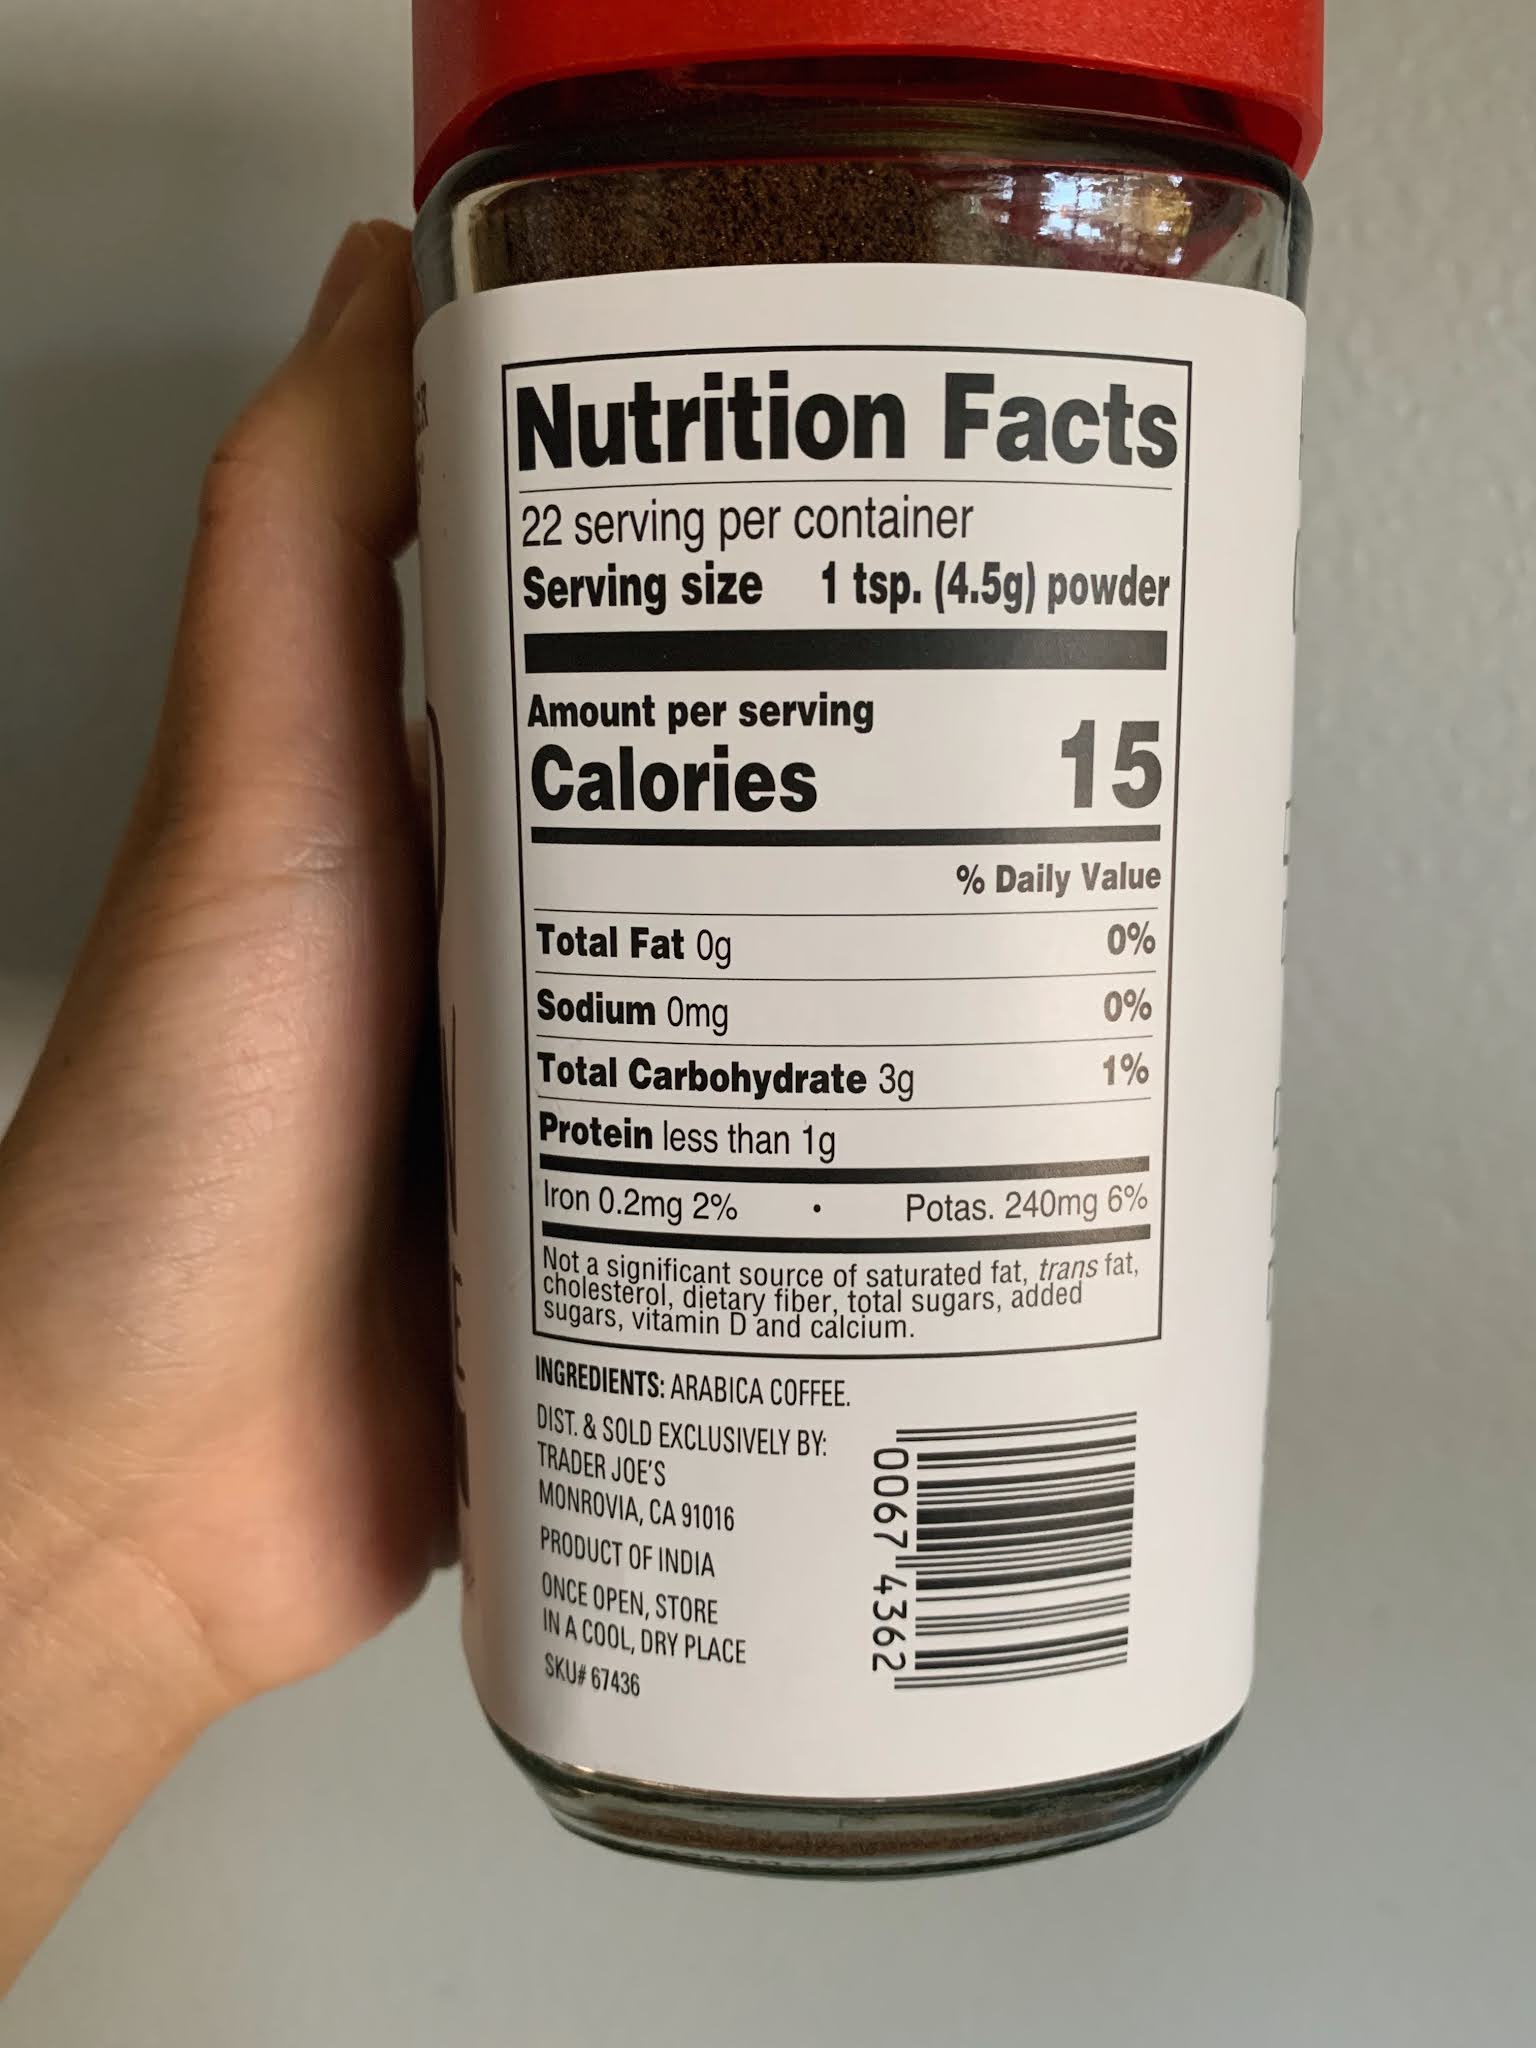 Nutrition Facts
22 serving per container
Serving size 1 tsp. (4.5g) powder
Amount per serving
Calories 15
% Daily Value
Total Fat 0g 0%
Sodium 0mg 0%
Total Carbohydrate 3g 1%
Protein less than 1g
Iron 0.2mg 2% • Potas. 240mg 6%
Not a significant source of saturated fat, trans fat,
cholesterol, dietary fiber, total sugars, added
sugars, vitamin D and calcium.
INGREDIENTS: ARABICA COFFEE.
DIST. & SOLD EXCLUSIVELY BY:
TRADER JOE'S
MONROVIA, CA 91016
PRODUCT OF INDIA
ONCE OPEN, STORE
IN A COOL, DRY PLACE
SKU# 67436
0067 4362